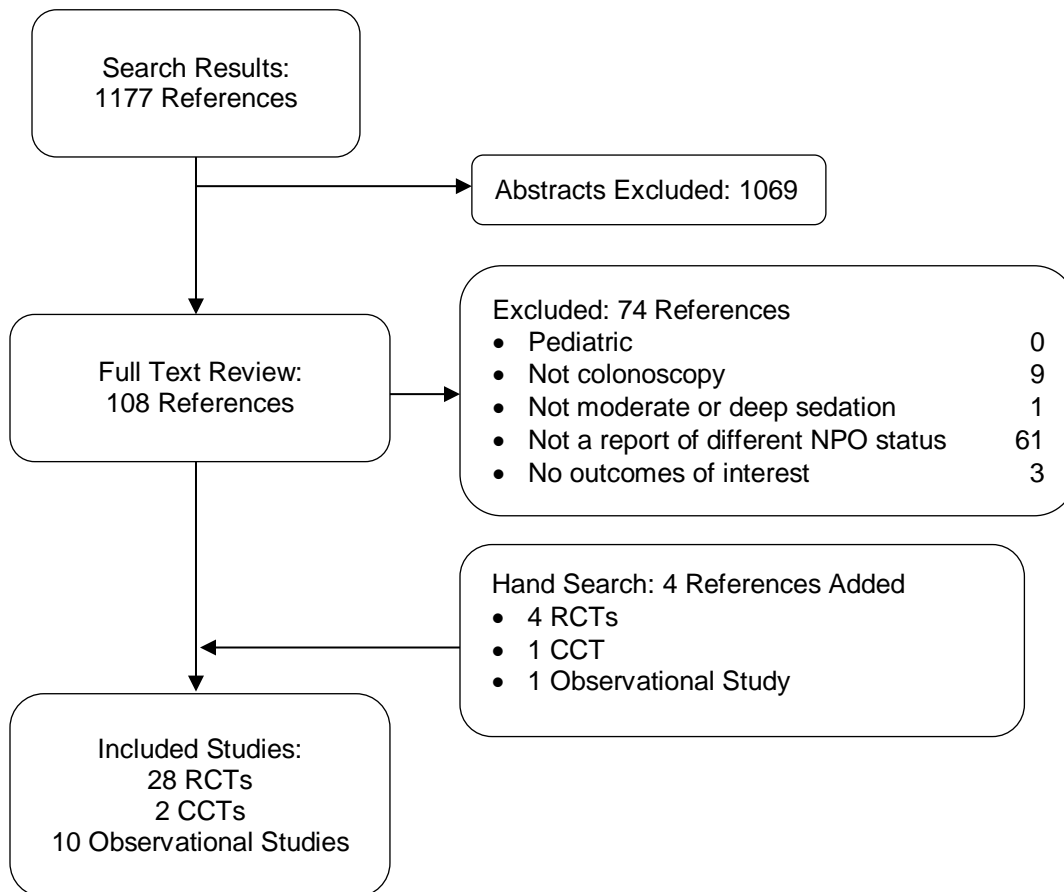 Search Results:
1177 References
Abstracts Excluded: 1069
Full Text Review:
108 References
Excluded: 74 References
• Pediatric 0
• Not colonoscopy 9
• Not moderate or deep sedation 1
• Not a report of different NPO status 61
• No outcomes of interest 3
Hand Search: 4 References Added
• 4 RCTs
• 1 CCT
• 1 Observational Study
Included Studies:
28 RCTs
2 CCTs
10 Observational Studies